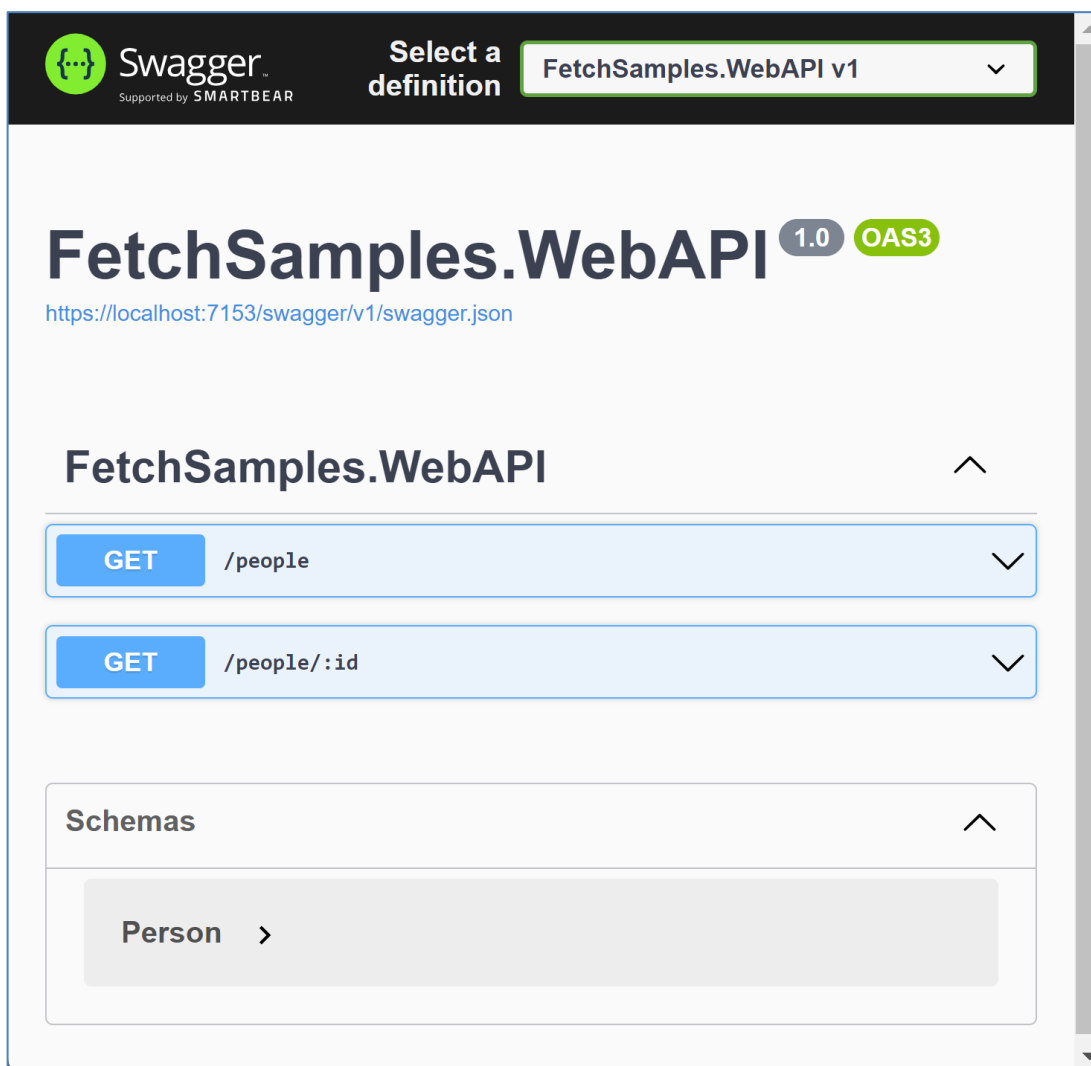 {...} Swagger™
Supported by SMARTBEAR
Select a
definition
FetchSamples.WebAPI v1
FetchSamples.WebAPI 1.0 OAS3
https://localhost:7153/swagger/v1/swagger.json
FetchSamples.WebAPI
GET /people
GET /people/:id
Schemas
Person